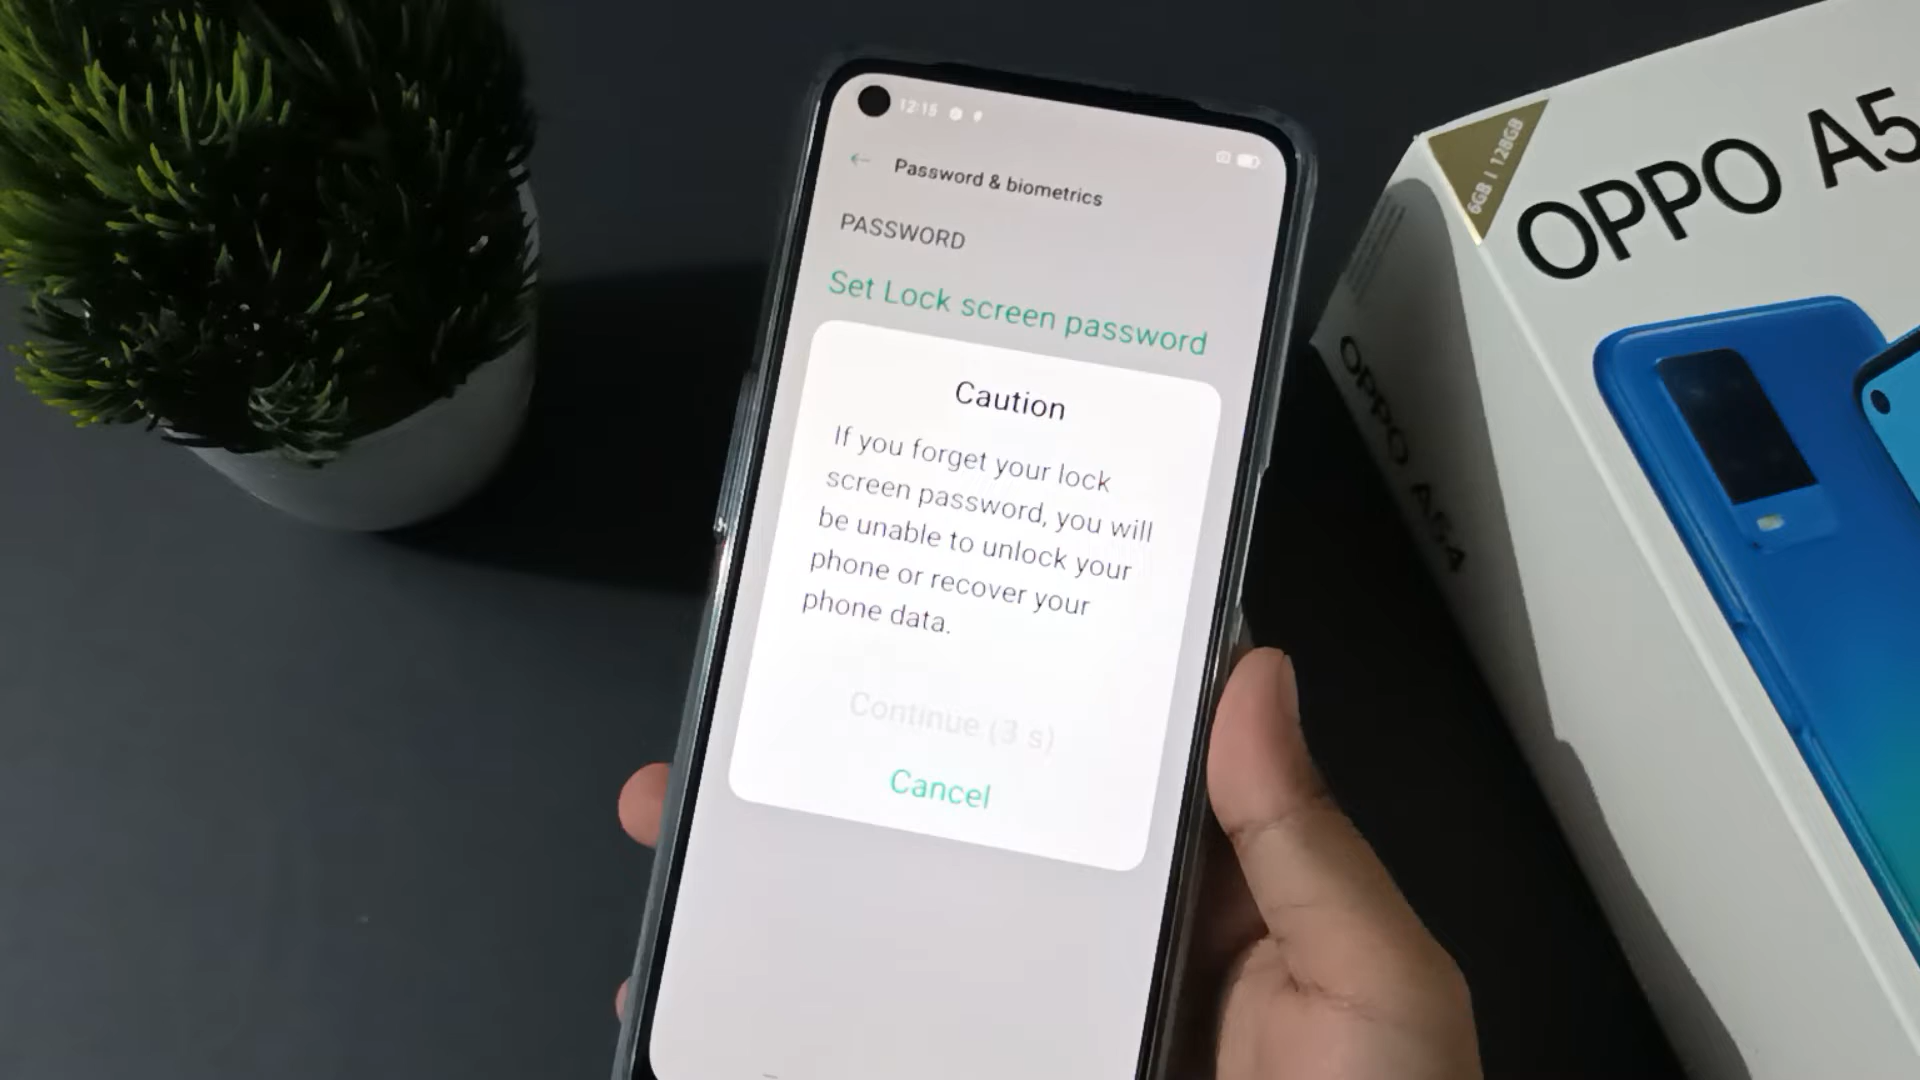 12:15
Password & biometrics
PASSWORD
Set Lock screen password
Caution
If you forget your lock
screen password, you will
be unable to unlock your
phone or recover your
phone data.
Continue (3 s)
Cancel
6GB | 128GB
OPPO A5
OPPO A54